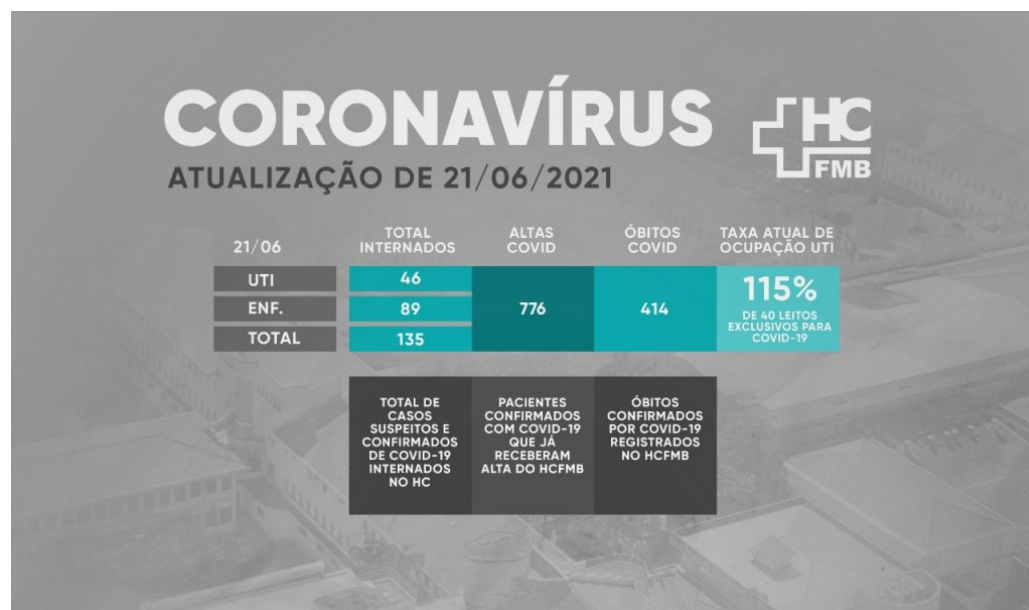 CORONAVÍRUS
HC
FMB
ATUALIZAÇÃO DE 21/06/2021
21/06
TOTAL
INTERNADOS
ALTAS
COVID
ÓBITOS
COVID
TAXA ATUAL DE
OCUPAÇÃO UTI
UTI
46
ENF.
89
TOTAL
135
776
414
115%
DE 40 LEITOS
EXCLUSIVOS PARA
COVID-19
TOTAL DE
CASOS
SUSPEITOS E
CONFIRMADOS
DE COVID-19
INTERNADOS
NO HC
PACIENTES
CONFIRMADOS
COM COVID-19
QUE JÁ
RECEBERAM
ALTA DO HCFMB
ÓBITOS
CONFIRMADOS
POR COVID-19
REGISTRADOS
NO HCFMB